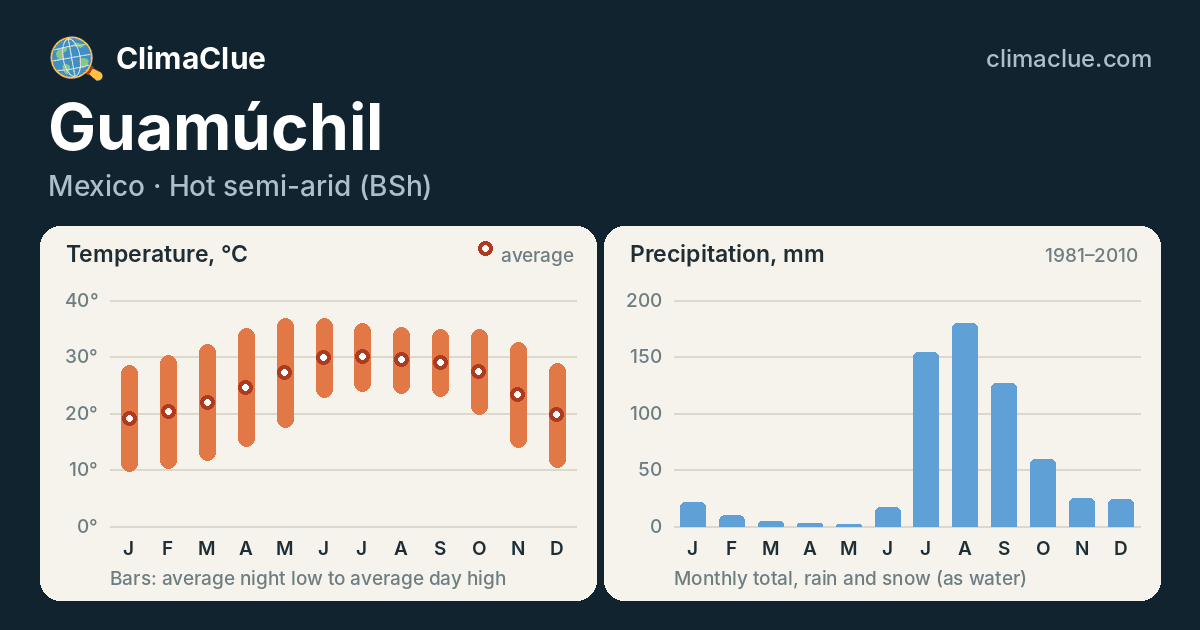 ClimaClue
climaclue.com
Guamúchil
Mexico · Hot semi-arid (BSh)
Temperature, °C
average
40°
30°
20°
10°
0°
J F M A M J J A S O N D
Bars: average night low to average day high
Precipitation, mm
1981–2010
200
150
100
50
0
J F M A M J J A S O N D
Monthly total, rain and snow (as water)